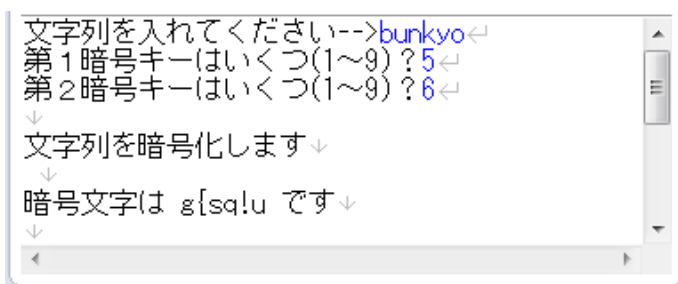 文字列を入れてください-->bunkyo↵
第1暗号キーはいくつ(1~9)?5↵
第2暗号キーはいくつ(1~9)?6↵
↓
文字列を暗号化します↓
↓
暗号文字は g{sq!u です↓
↓